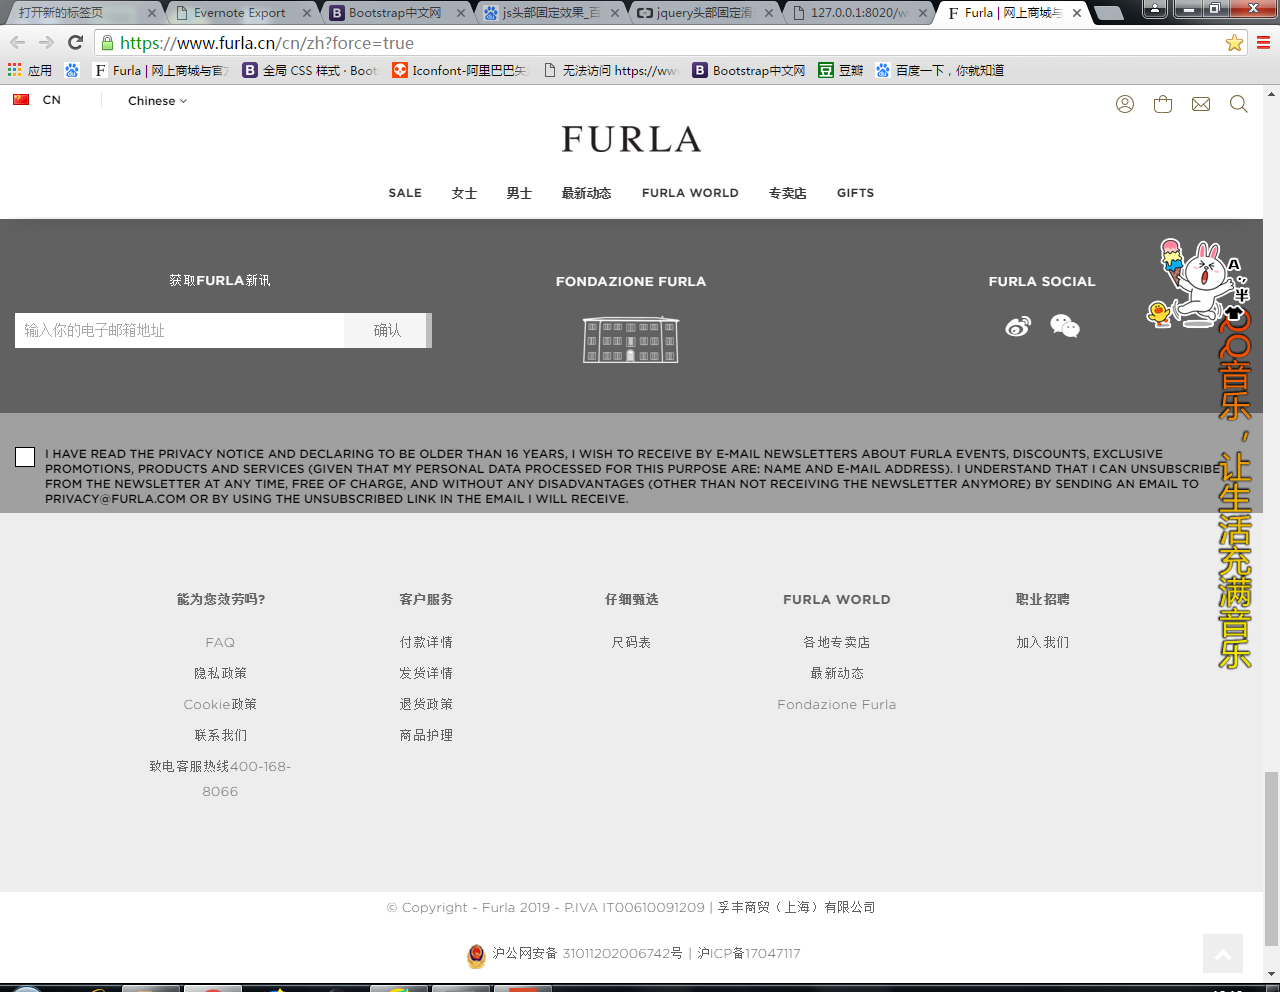 打开新的标签页
Evernote Export
Bootstrap中文网
js头部固定效果_百
jquery头部固定滑
127.0.0.1:8020/w
Furla | 网上商城与
https://www.furla.cn/cn/zh?force=true
应用
Furla | 网上商城与官
全局 CSS 样式 · Boot
Iconfont-阿里巴巴矢
无法访问 https://ww
Bootstrap中文网
豆瓣
百度一下，你就知道
CN
Chinese
FURLA
SALE
女士
男士
最新动态
FURLA WORLD
专卖店
GIFTS
获取FURLA新讯
FONDAZIONE FURLA
FURLA SOCIAL
输入你的电子邮箱地址
确认
A
半
QQ音乐，让生活充满音乐
I HAVE READ THE PRIVACY NOTICE AND DECLARING TO BE OLDER THAN 16 YEARS, I WISH TO RECEIVE BY E-MAIL NEWSLETTERS ABOUT FURLA EVENTS, DISCOUNTS, EXCLUSIVE
PROMOTIONS, PRODUCTS AND SERVICES (GIVEN THAT MY PERSONAL DATA PROCESSED FOR THIS PURPOSE ARE: NAME AND E-MAIL ADDRESS). I UNDERSTAND THAT I CAN UNSUBSCRIBE
FROM THE NEWSLETTER AT ANY TIME, FREE OF CHARGE, AND WITHOUT ANY DISADVANTAGES (OTHER THAN NOT RECEIVING THE NEWSLETTER ANYMORE) BY SENDING AN EMAIL TO
PRIVACY@FURLA.COM OR BY USING THE UNSUBSCRIBED LINK IN THE EMAIL I WILL RECEIVE.
能为您效劳吗?
FAQ
隐私政策
Cookie政策
联系我们
致电客服热线400-168-
8066
客户服务
付款详情
发货详情
退货政策
商品护理
仔细甄选
尺码表
FURLA WORLD
各地专卖店
最新动态
Fondazione Furla
职业招聘
加入我们
© Copyright - Furla 2019 - P.IVA IT00610091209 | 孚丰商贸（上海）有限公司
沪公网安备 31011202006742号 | 沪ICP备17047117